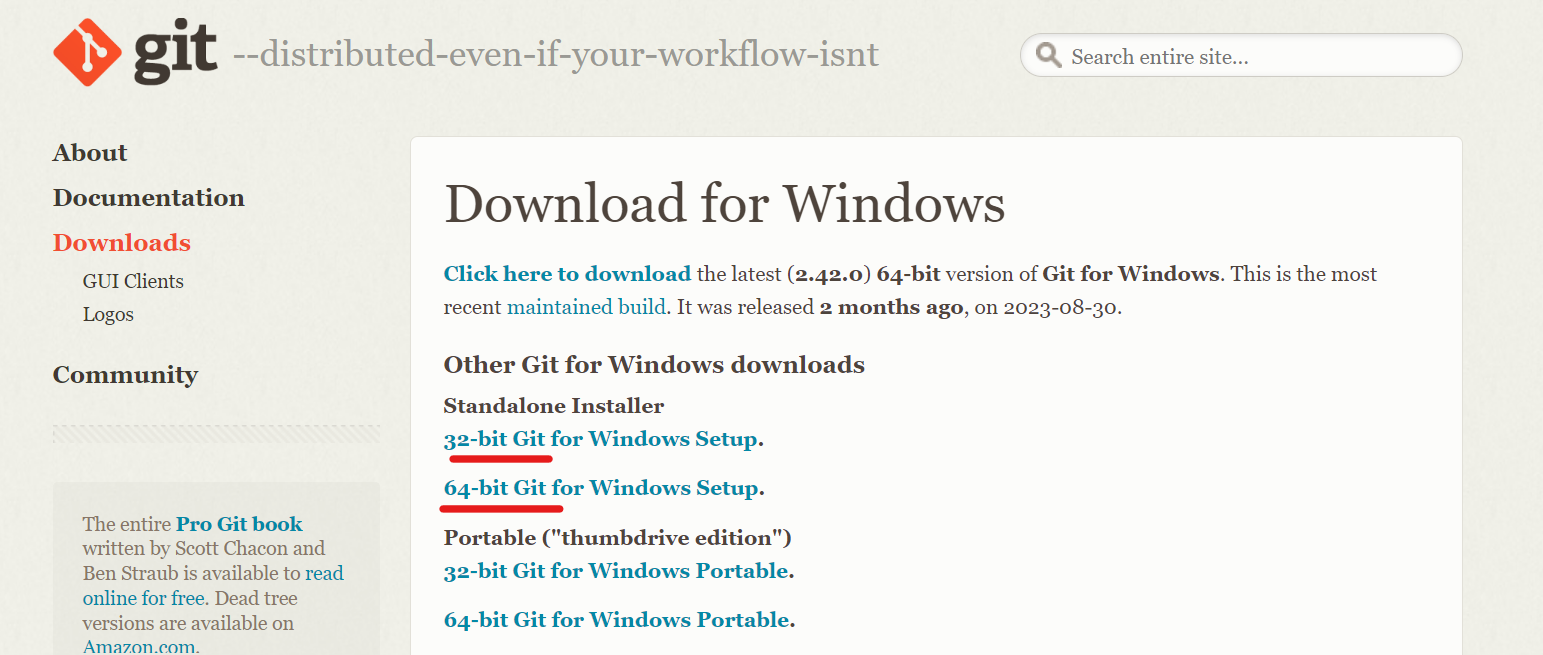 git --distributed-even-if-your-workflow-isnt
Search entire site...
About
Documentation
Downloads
GUI Clients
Logos
Community
The entire Pro Git book
written by Scott Chacon and
Ben Straub is available to read
online for free. Dead tree
versions are available on
Amazon.com.
Download for Windows
Click here to download the latest (2.42.0) 64-bit version of Git for Windows. This is the most
recent maintained build. It was released 2 months ago, on 2023-08-30.
Other Git for Windows downloads
Standalone Installer
32-bit Git for Windows Setup.
64-bit Git for Windows Setup.
Portable ("thumbdrive edition")
32-bit Git for Windows Portable.
64-bit Git for Windows Portable.